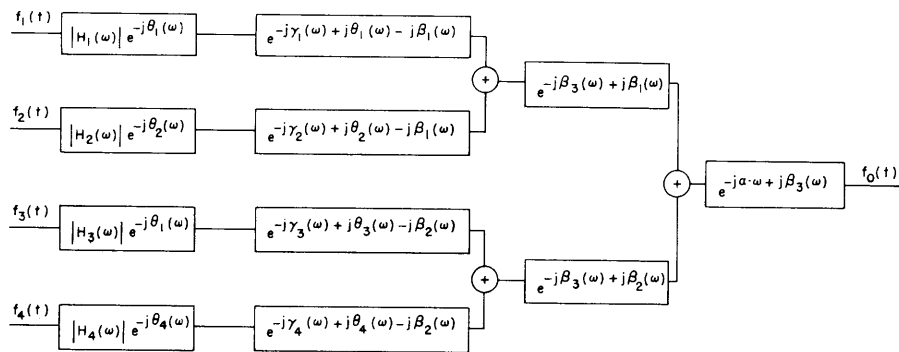 f₁(t)
|H₁(ω)| e^{-jθ₁(ω)}
e^{-jγ₁(ω) + jθ₁(ω) - jβ₁(ω)}
+
e^{-jβ₃(ω) + jβ₁(ω)}
f₂(t)
|H₂(ω)| e^{-jθ₂(ω)}
e^{-jγ₂(ω) + jθ₂(ω) - jβ₁(ω)}
+
e^{-jα·ω + jβ₃(ω)}
f₀(t)
f₃(t)
|H₃(ω)| e^{-jθ₁(ω)}
e^{-jγ₃(ω) + jθ₃(ω) - jβ₂(ω)}
+
e^{-jβ₃(ω) + jβ₂(ω)}
f₄(t)
|H₄(ω)| e^{-jθ₄(ω)}
e^{-jγ₄(ω) + jθ₄(ω) - jβ₂(ω)}